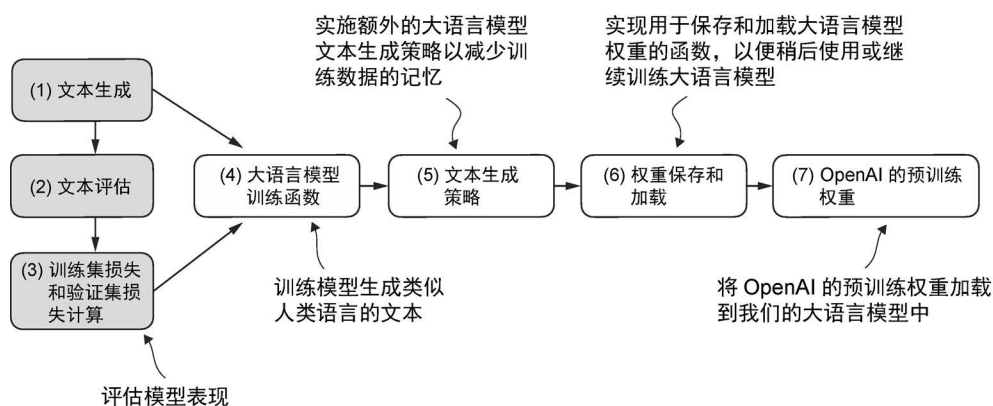 实施额外的大语言模型
文本生成策略以减少训
练数据的记忆
实现用于保存和加载大语言模型
权重的函数，以便稍后使用或继
续训练大语言模型
(1) 文本生成
(2) 文本评估
(3) 训练集损失
和验证集损
失计算
(4) 大语言模型
训练函数
(5) 文本生成
策略
(6) 权重保存和
加载
(7) OpenAI 的预训练
权重
训练模型生成类似
人类语言的文本
将 OpenAI 的预训练权重加载
到我们的大语言模型中
评估模型表现